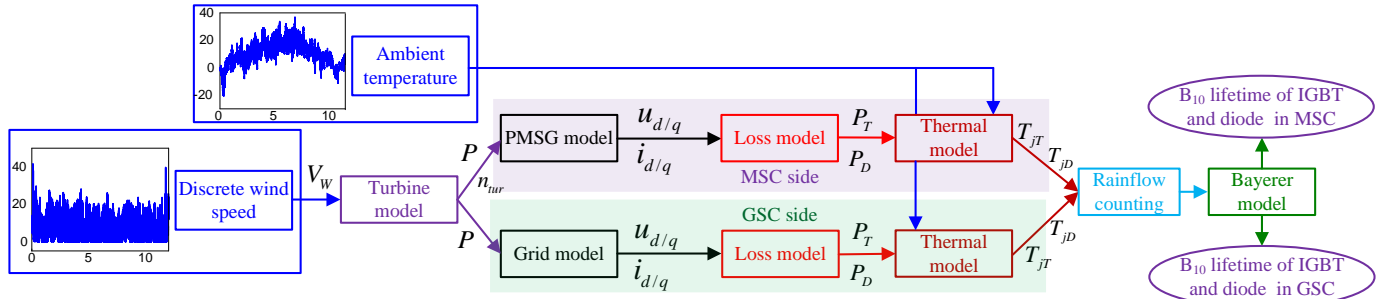 40
20
0
-20
0
5
10
Ambient
temperature
40
20
0
0
10
Discrete wind
speed
V_W
Turbine
model
P
n_tur
P
PMSG model
u_d/q
i_d/q
Loss model
P_T
P_D
Thermal
model
MSC side
T_jT
T_jD
GSC side
Grid model
u_d/q
i_d/q
Loss model
P_T
P_D
Thermal
model
T_jD
T_jT
Rainflow
counting
Bayerer
model
B₁₀ lifetime of IGBT
and diode in MSC
B₁₀ lifetime of IGBT
and diode in GSC